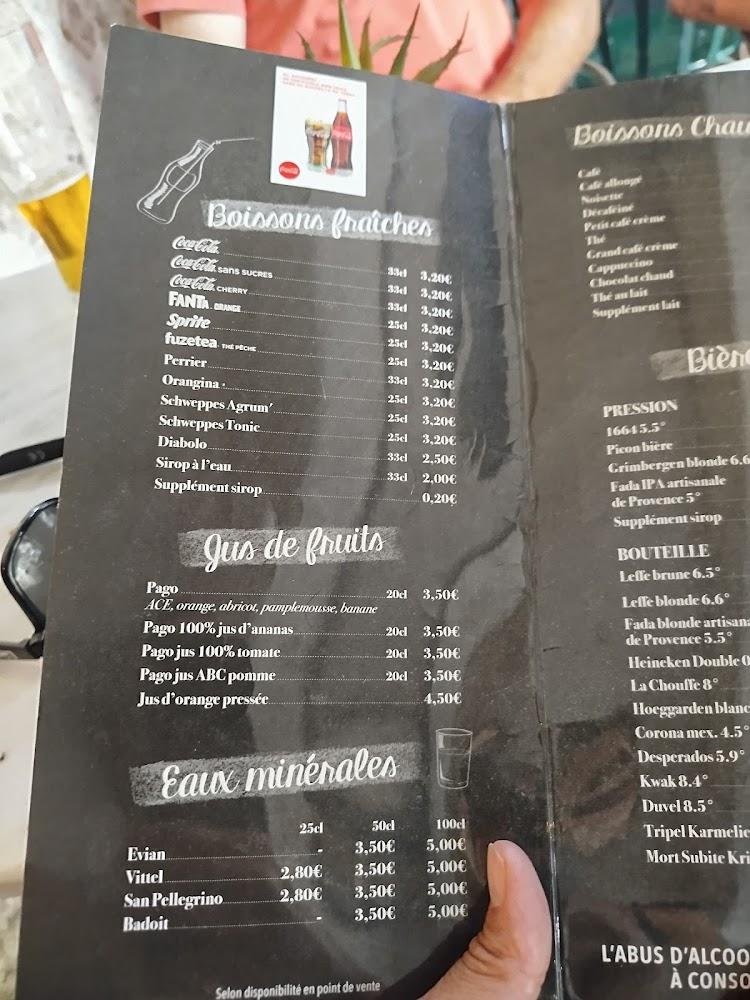 Boissons fraîches
Coca-Cola 33cl 3,20€
Coca-Cola SANS SUCRES 33cl 3,20€
Coca-Cola CHERRY 33cl 3,20€
FANTA ORANGE 25cl 3,20€
Sprite 25cl 3,20€
fuzetea THÉ PÊCHE 25cl 3,20€
Perrier 33cl 3,20€
Orangina 25cl 3,20€
Schweppes Agrum' 25cl 3,20€
Schweppes Tonic 25cl 3,20€
Diabolo 33cl 2,50€
Sirop à l'eau 33cl 2,00€
Supplément sirop 0,20€
Jus de fruits
Pago 20cl 3,50€
ACE, orange, abricot, pamplemousse, banane
Pago 100% jus d'ananas 20cl 3,50€
Pago jus 100% tomate 20cl 3,50€
Pago jus ABC pomme 20cl 3,50€
Jus d'orange pressée 4,50€
Eaux minérales
25cl 50cl 100cl
Evian - 3,50€ 5,00€
Vittel 2,80€ 3,50€ 5,00€
San Pellegrino 2,80€ 3,50€ 5,00€
Badoit - 3,50€ 5,00€
Selon disponibilité en point de vente
Boissons Chau
Café
Café allongé
Noisette
Décaféiné
Petit café crème
Thé
Grand café crème
Cappuccino
Chocolat chaud
Thé au lait
Supplément lait
Bièr
PRESSION
1664 5.5°
Picon bière
Grimbergen blonde 6.6
Fada IPA artisanale
de Provence 5°
Supplément sirop
BOUTEILLE
Leffe brune 6.5°
Leffe blonde 6.6°
Fada blonde artisan
de Provence 5.5°
Heineken Double 0
La Chouffe 8°
Hoeggarden blanc
Corona mex. 4.5°
Desperados 5.9°
Kwak 8.4°
Duvel 8.5°
Tripel Karmelie
Mort Subite Kri
L'ABUS D'ALCOO
À CONSO